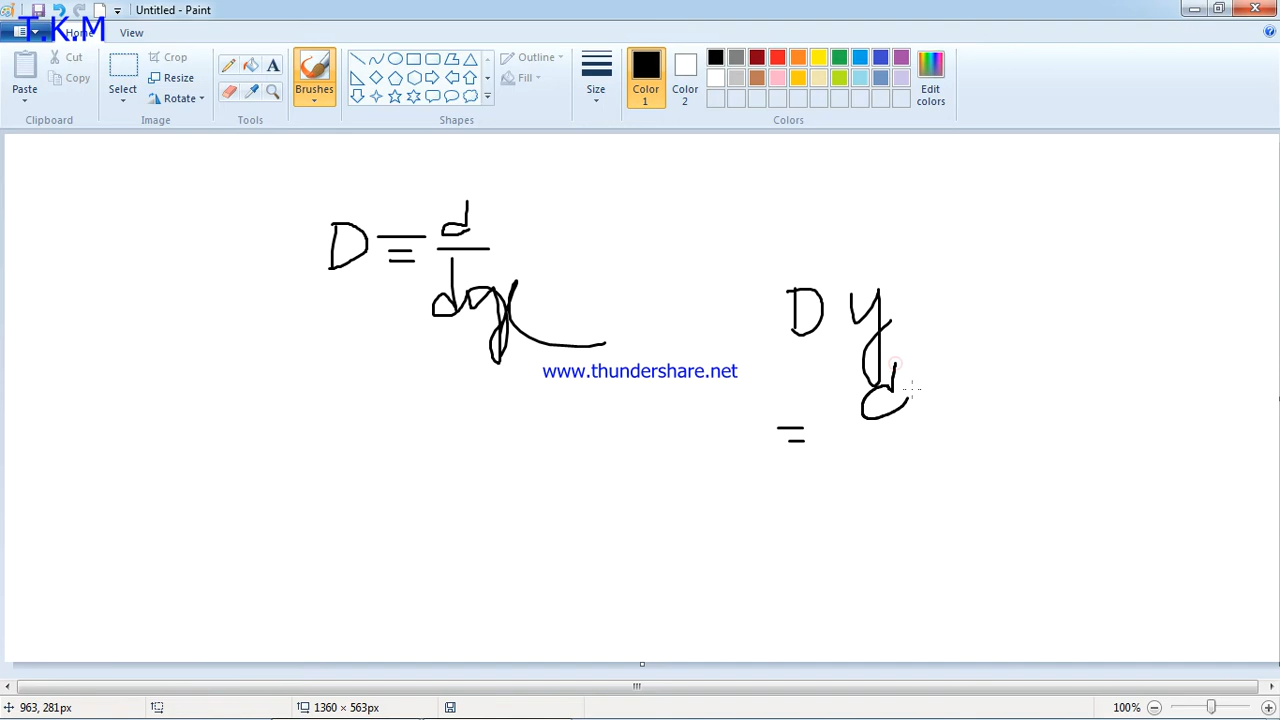 Untitled - Paint
T.K.M
Home View
Paste
Cut
Copy
Clipboard
Select
Crop
Resize
Rotate
Image
Tools
Brushes
Outline
Fill
Shapes
Size
Color 1
Color 2
Edit colors
Colors
D ≡ d
dx
D y
= d
www.thundershare.net
963, 281px
1360 × 563px
100%